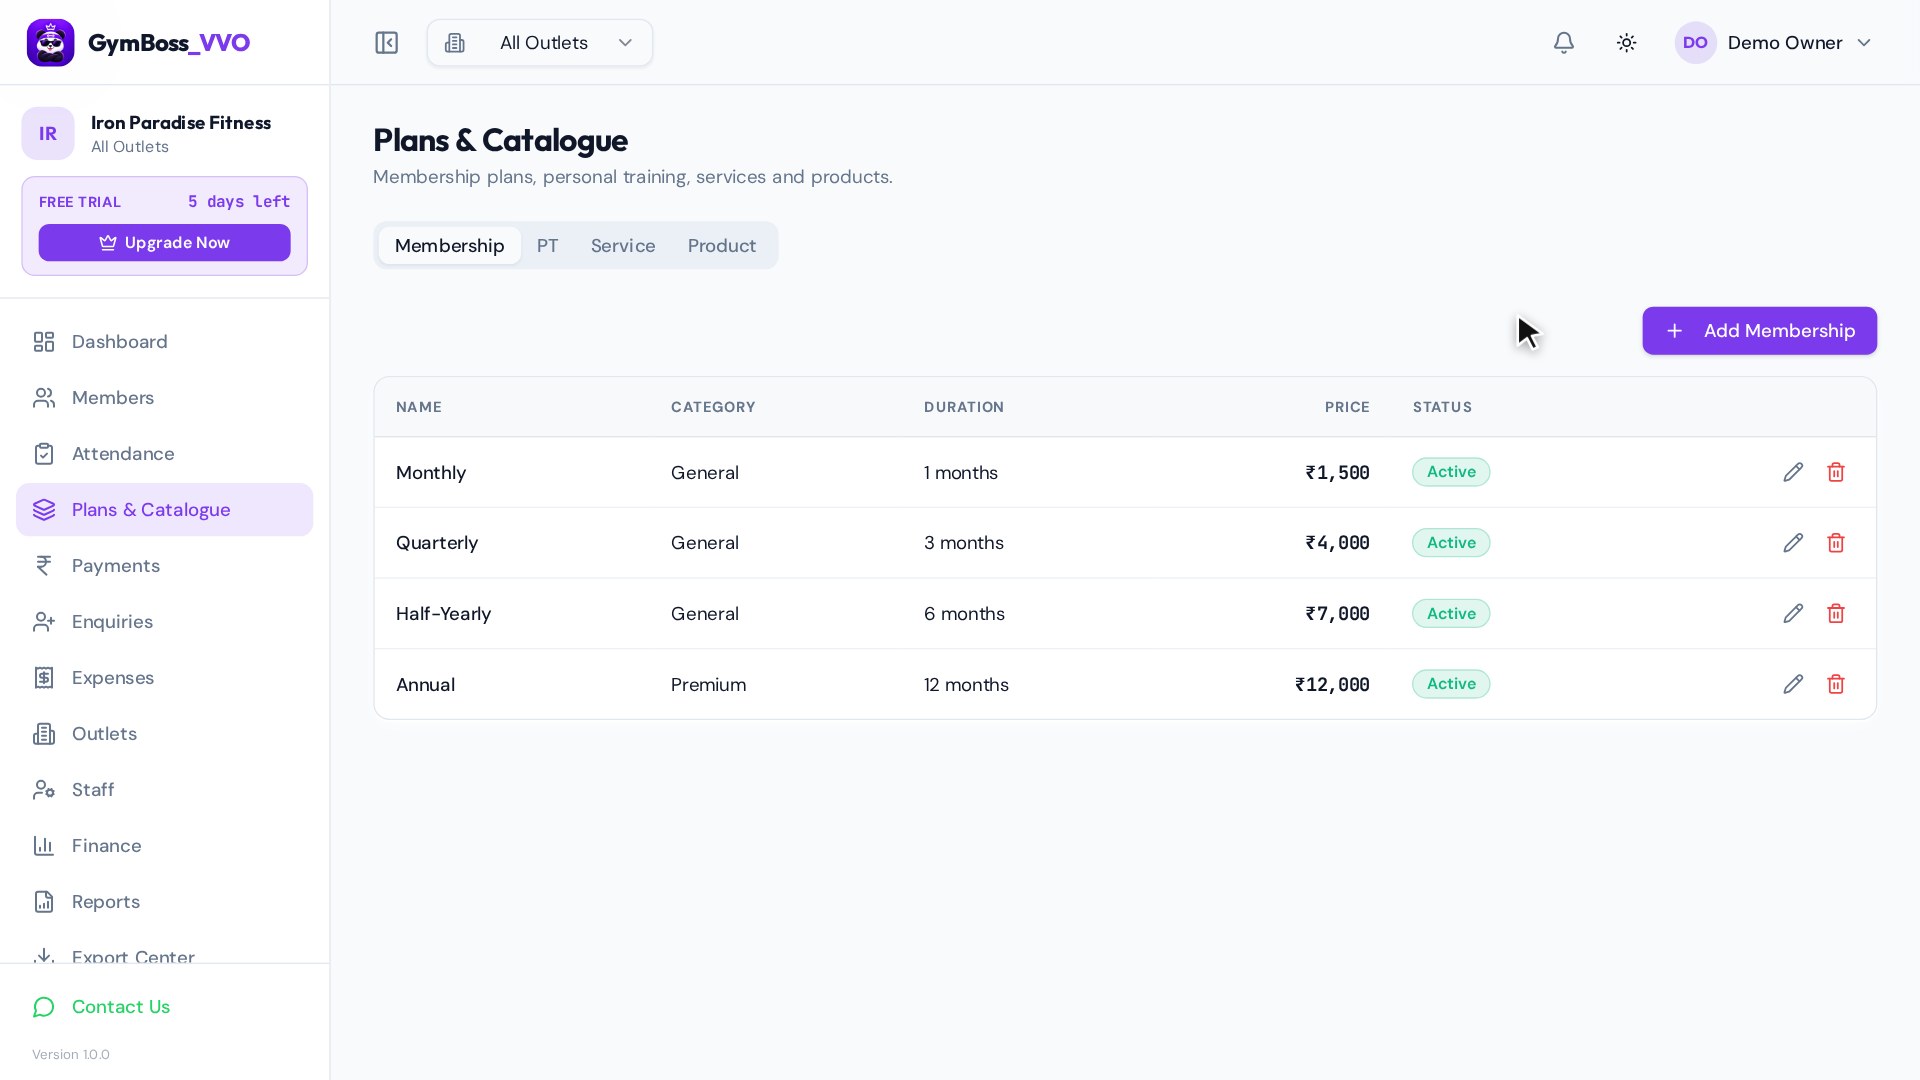 GymBoss_VVO
All Outlets
DO
Demo Owner
IR
Iron Paradise Fitness
All Outlets
FREE TRIAL
5 days left
Upgrade Now
Dashboard
Members
Attendance
Plans & Catalogue
Payments
Enquiries
Expenses
Outlets
Staff
Finance
Reports
Export Center
Contact Us
Version 1.0.0
Plans & Catalogue
Membership plans, personal training, services and products.
Membership PT Service Product
Add Membership
NAME CATEGORY DURATION PRICE STATUS
Monthly General 1 months ₹1,500 Active
Quarterly General 3 months ₹4,000 Active
Half-Yearly General 6 months ₹7,000 Active
Annual Premium 12 months ₹12,000 Active